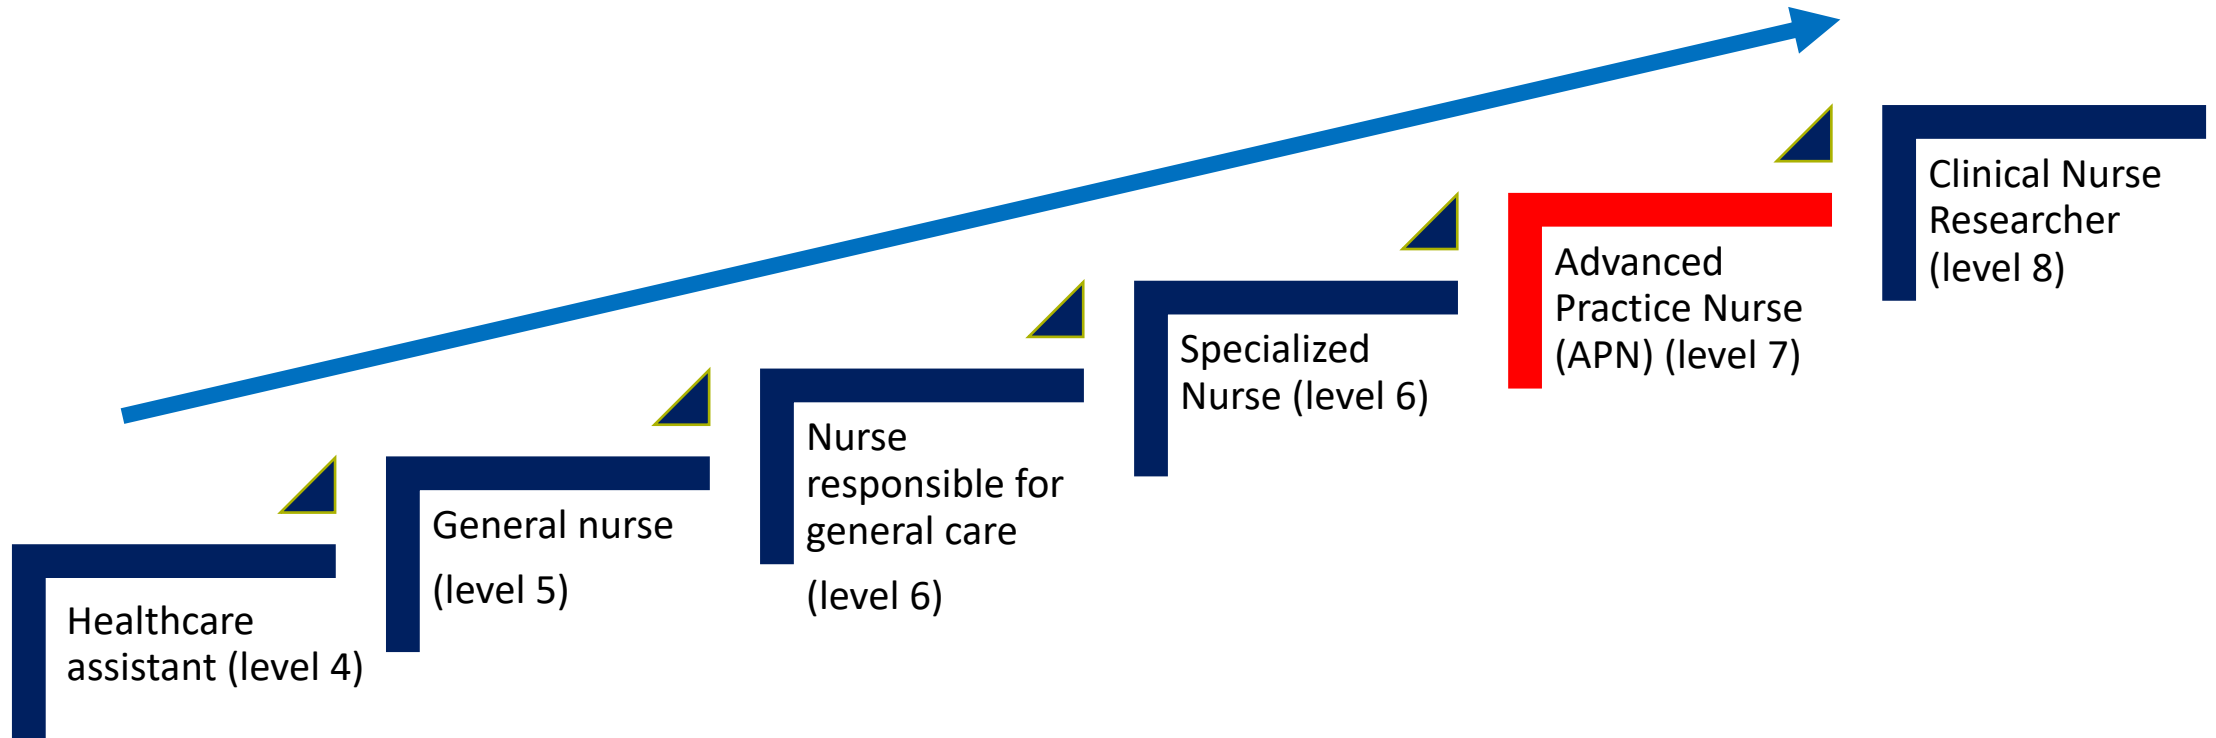 Healthcare
assistant (level 4)
General nurse
(level 5)
Nurse
responsible for
general care
(level 6)
Specialized
Nurse (level 6)
Advanced
Practice Nurse
(APN) (level 7)
Clinical Nurse
Researcher
(level 8)